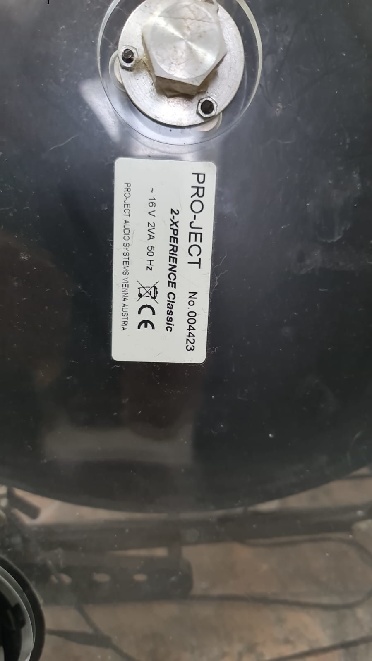 PRO-JECT No 004423
2-XPERIENCE Classic
~ 16 V 2VA 50 Hz CE
PRO-JECT AUDIO SYSTEMS VIENNA AUSTRIA